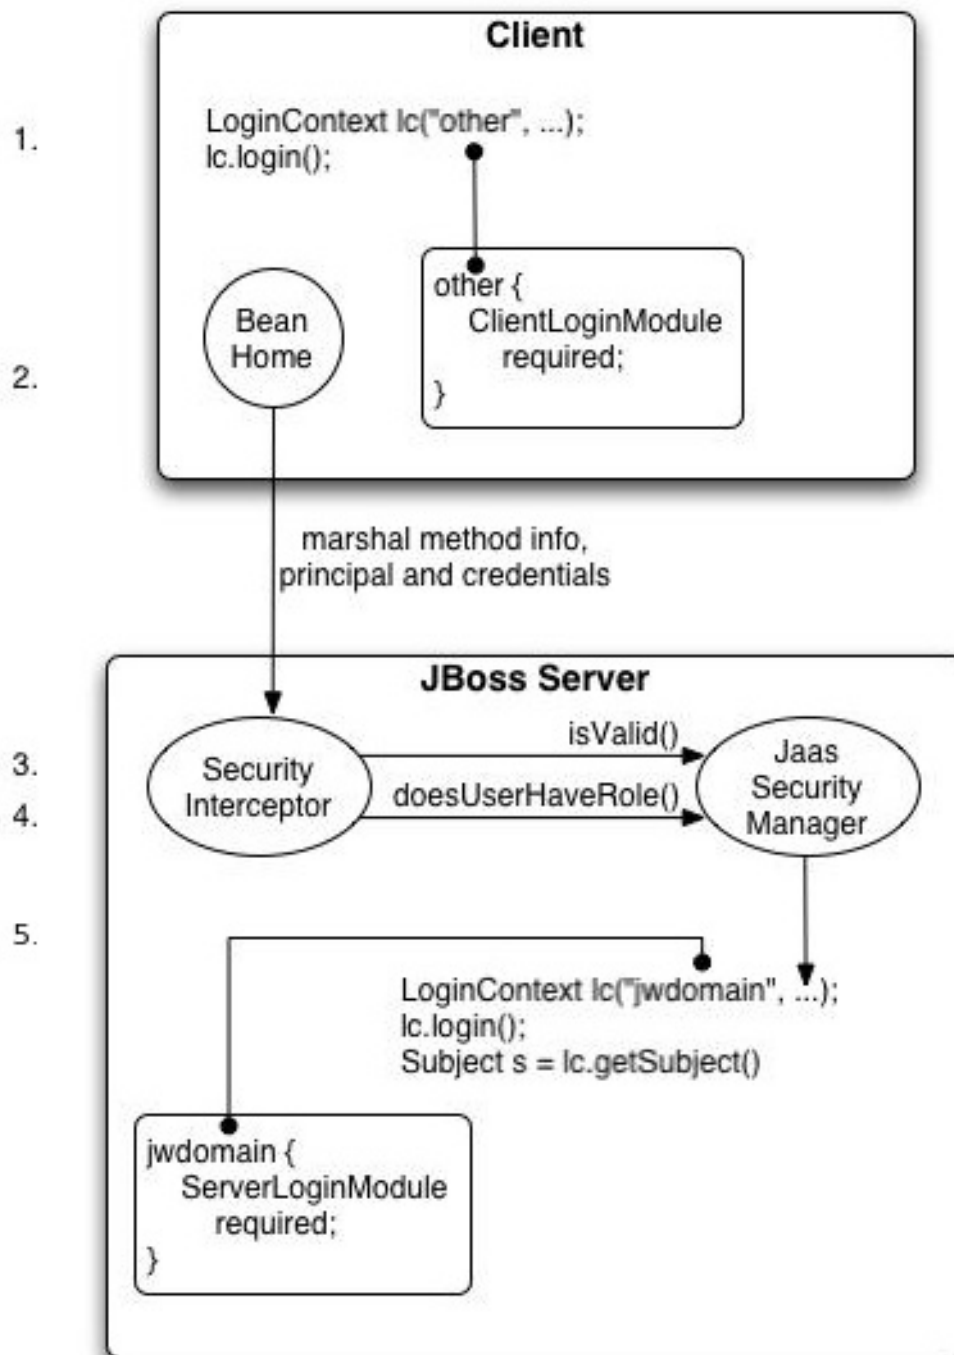 Client
1.
LoginContext lc("other", ...);
lc.login();
other {
ClientLoginModule
required;
}
Bean
Home
2.
marshal method info,
principal and credentials
JBoss Server
3.
4.
Security
Interceptor
isValid()
doesUserHaveRole()
Jaas
Security
Manager
5.
LoginContext lc("jwdomain", ...);
lc.login();
Subject s = lc.getSubject()
jwdomain {
ServerLoginModule
required;
}